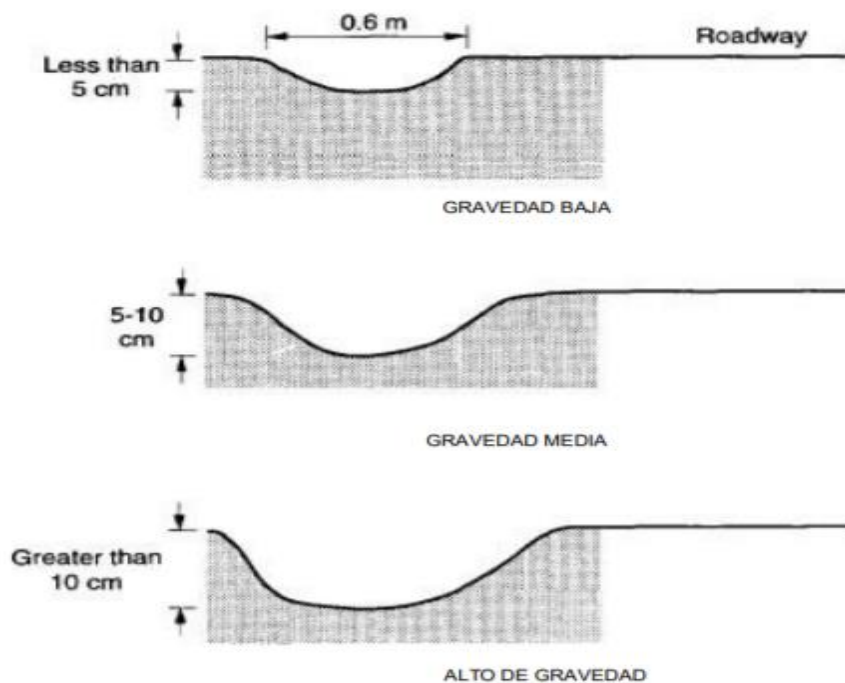 0.6 m
Roadway
Less than
5 cm
GRAVEDAD BAJA
5-10
cm
GRAVEDAD MEDIA
Greater than
10 cm
ALTO DE GRAVEDAD